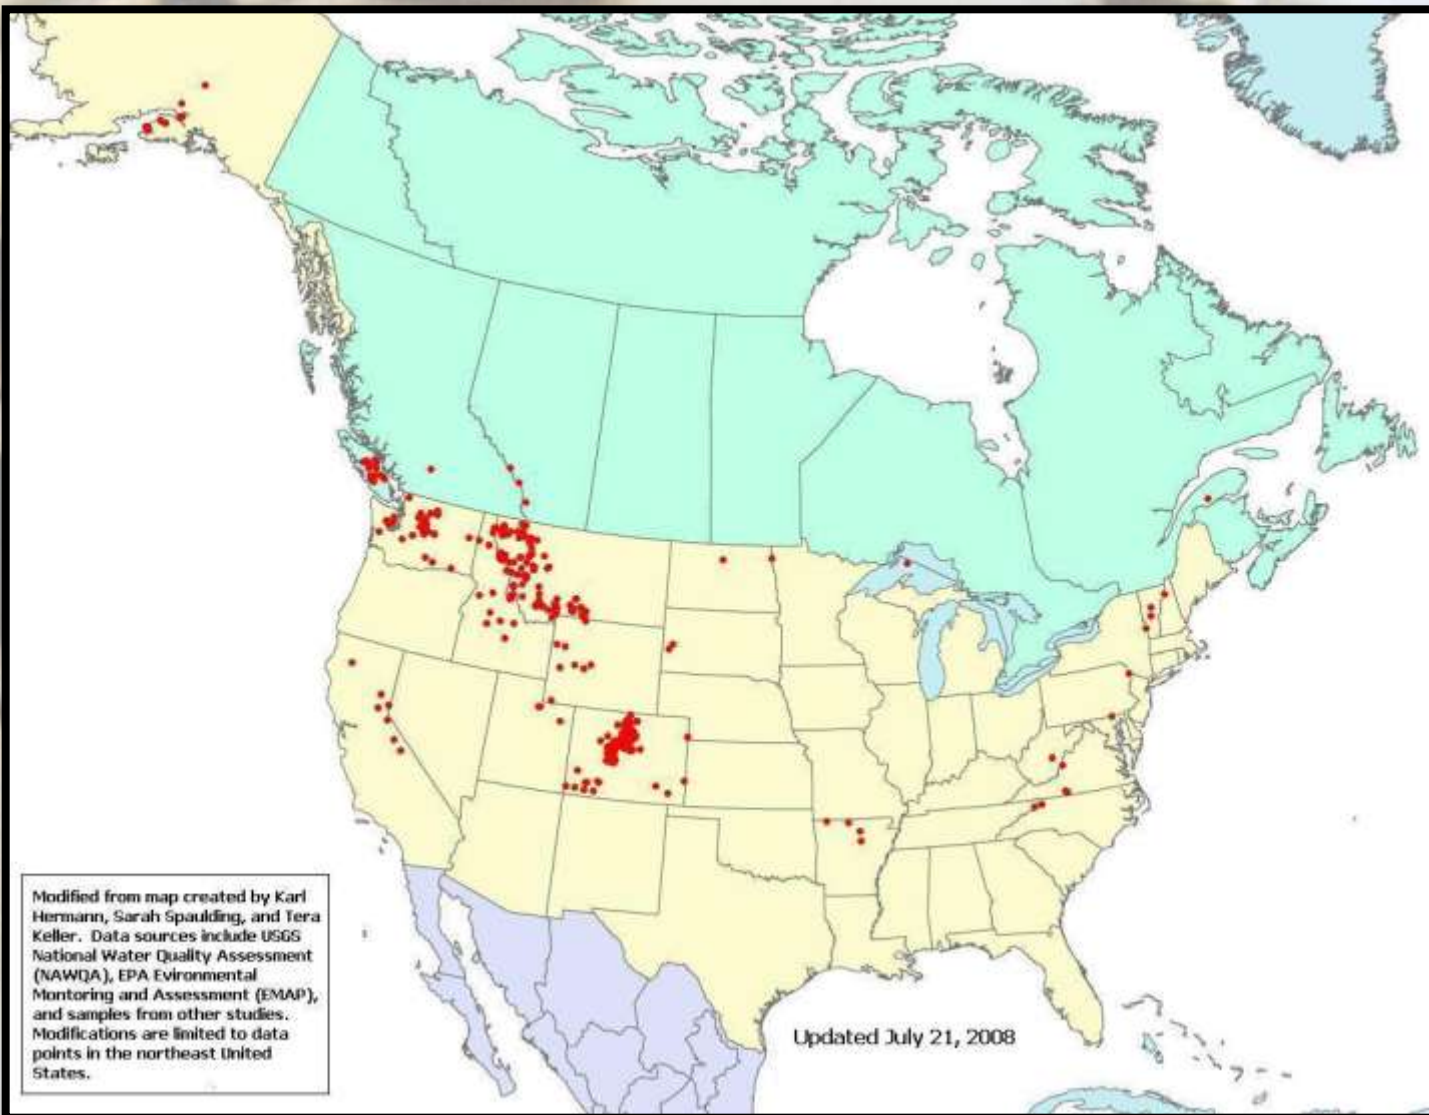 Modified from map created by Karl
Hermann, Sarah Spaulding, and Tera
Keller. Data sources include USGS
National Water Quality Assessment
(NAWQA), EPA Evironmental
Montoring and Assessment (EMAP),
and samples from other studies.
Modifications are limited to data
points in the northeast United
States.
Updated July 21, 2008